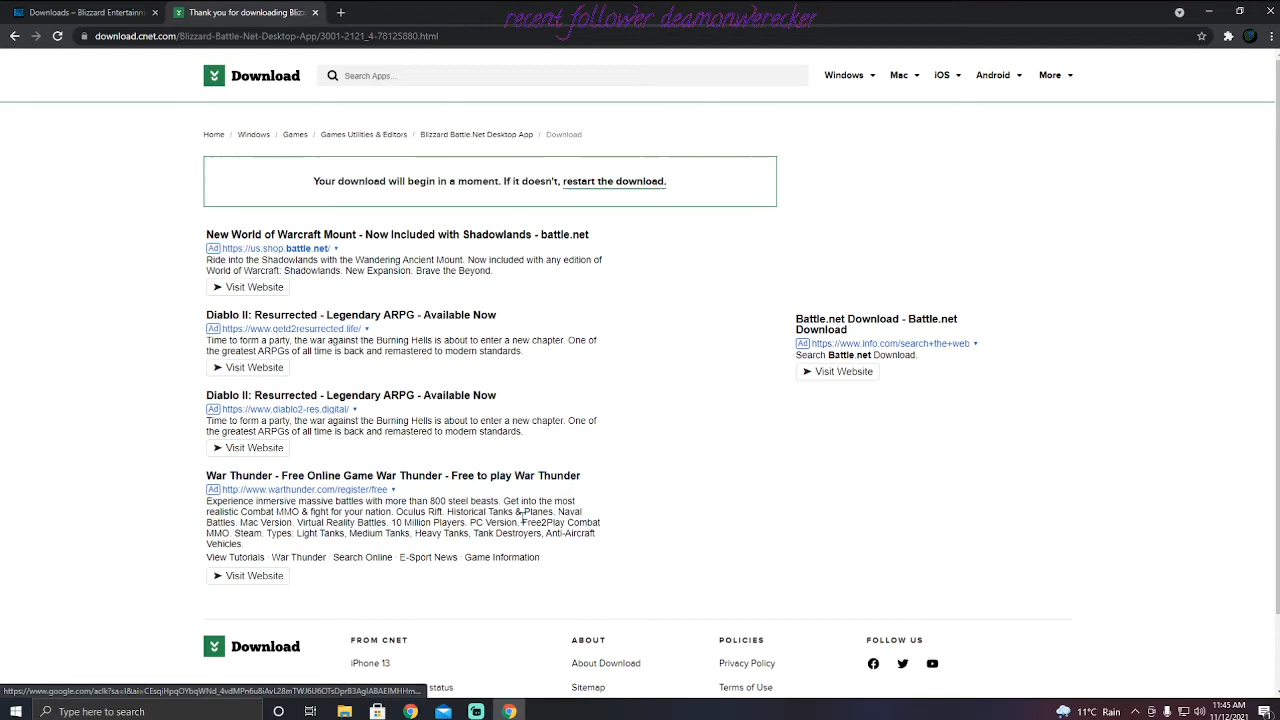 Downloads – Blizzard Entertainm
Thank you for downloading Blizz
recent follower deamonwerecker
download.cnet.com/Blizzard-Battle-Net-Desktop-App/3001-2121_4-78125880.html
Download
Search Apps...
Windows
Mac
iOS
Android
More
Home / Windows / Games / Games Utilities & Editors / Blizzard Battle.Net Desktop App / Download
Your download will begin in a moment. If it doesn't, restart the download.
New World of Warcraft Mount - Now Included with Shadowlands - battle.net
Ad https://us.shop.battle.net/
Ride into the Shadowlands with the Wandering Ancient Mount. Now included with any edition of
World of Warcraft: Shadowlands. New Expansion. Brave the Beyond.
Visit Website
Diablo II: Resurrected - Legendary ARPG - Available Now
Ad https://www.getd2resurrected.life/
Time to form a party, the war against the Burning Hells is about to enter a new chapter. One of
the greatest ARPGs of all time is back and remastered to modern standards.
Visit Website
Diablo II: Resurrected - Legendary ARPG - Available Now
Ad https://www.diablo2-res.digital/
Time to form a party, the war against the Burning Hells is about to enter a new chapter. One of
the greatest ARPGs of all time is back and remastered to modern standards.
Visit Website
War Thunder - Free Online Game War Thunder - Free to play War Thunder
Ad http://www.warthunder.com/register/free
Experience inmersive massive battles with more than 800 steel beasts. Get into the most
realistic Combat MMO & fight for your nation. Oculus Rift. Historical Tanks & Planes. Naval
Battles. Mac Version. Virtual Reality Battles. 10 Million Players. PC Version. Free2Play Combat
MMO. Steam. Types: Light Tanks, Medium Tanks, Heavy Tanks, Tank Destroyers, Anti-Aircraft
Vehicles.
View Tutorials · War Thunder · Search Online · E-Sport News · Game Information
Visit Website
Battle.net Download - Battle.net
Download
Ad https://www.info.com/search+the+web
Search Battle.net Download.
Visit Website
Download
FROM CNET
ABOUT
POLICIES
FOLLOW US
iPhone 13
About Download
Privacy Policy
status
Sitemap
Terms of Use
Type here to search
11°C Rain
11:45 AM